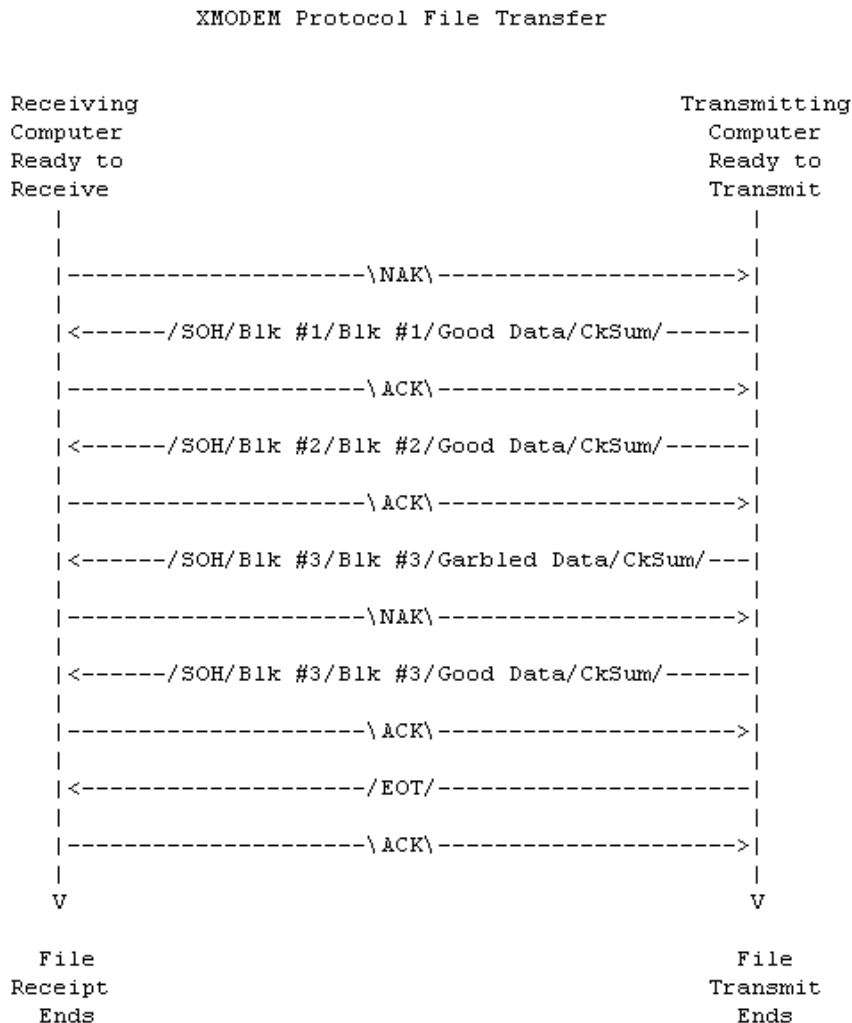 XMODEM Protocol File Transfer
Receiving                                       Transmitting
Computer                                          Computer
Ready to                                          Ready to
Receive                                           Transmit
   |                                                 |
   |                                                 |
   |---------------------\NAK\--------------------->|
   |                                                 |
   |<------/SOH/Blk #1/Blk #1/Good Data/CkSum/------|
   |                                                 |
   |---------------------\ACK\--------------------->|
   |                                                 |
   |<------/SOH/Blk #2/Blk #2/Good Data/CkSum/------|
   |                                                 |
   |---------------------\ACK\--------------------->|
   |                                                 |
   |<------/SOH/Blk #3/Blk #3/Garbled Data/CkSum/---|
   |                                                 |
   |---------------------\NAK\--------------------->|
   |                                                 |
   |<------/SOH/Blk #3/Blk #3/Good Data/CkSum/------|
   |                                                 |
   |---------------------\ACK\--------------------->|
   |                                                 |
   |<--------------------/EOT/----------------------|
   |                                                 |
   |---------------------\ACK\--------------------->|
   |                                                 |
   V                                                 V
  File                                              File
Receipt                                           Transmit
  Ends                                              Ends